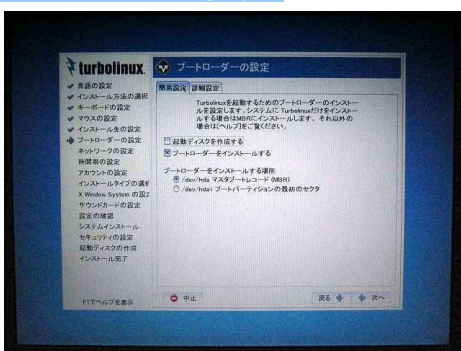 turbolinux
ブートローダーの設定
言語の設定
インストール方法の選択
キーボードの設定
マウスの設定
インストール先の設定
ブートローダーの設定
ネットワークの設定
時間帯の設定
アカウントの設定
インストールタイプの選択
X Window System の設定
サウンドカードの設定
設定の確認
システムインストール
セキュリティの設定
起動ディスクの作成
インストール完了
F1でヘルプを表示
簡易設定 詳細設定
Turbolinuxを起動するためのブートローダーのインストー
ルを設定します。システムに Turbolinuxだけをインストー
ルする場合はMBRにインストールします。それ以外の
場合は[ヘルプ]をご覧ください。
起動ディスクを作成する
ブートローダーをインストールする
ブートローダーをインストールする場所
/dev/hda マスタブートレコード (MBR)
/dev/hda1 ブートパーティションの最初のセクタ
中止
戻る
次へ